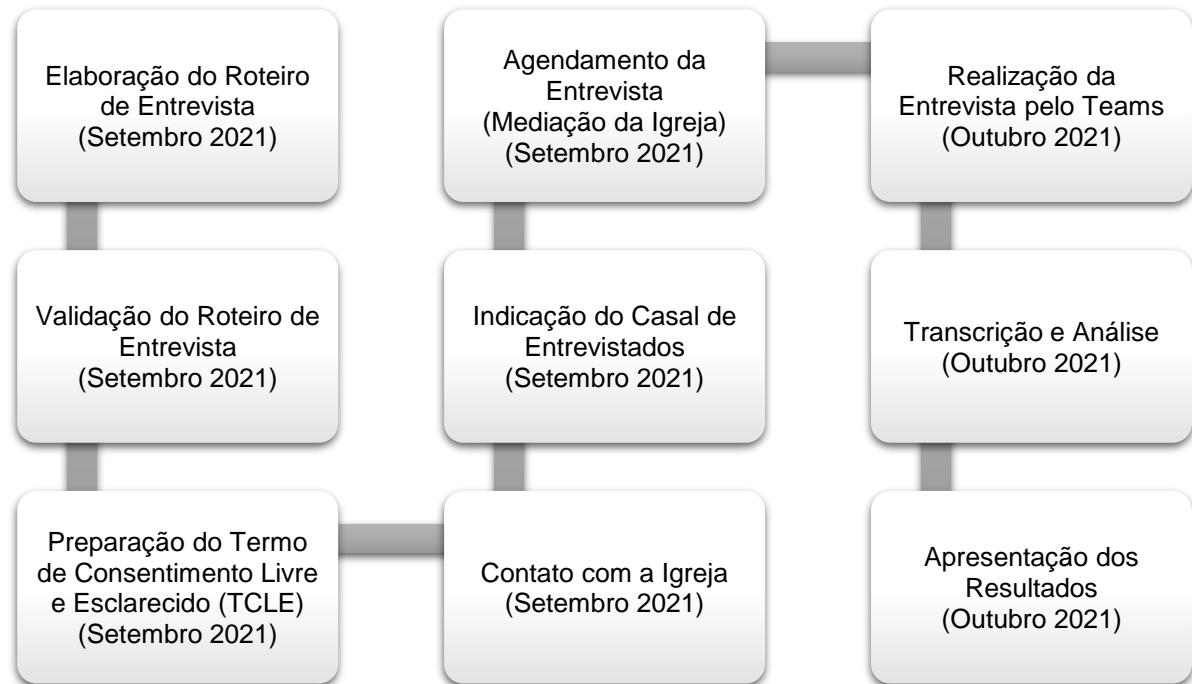 Elaboração do Roteiro
de Entrevista
(Setembro 2021)
Validação do Roteiro de
Entrevista
(Setembro 2021)
Preparação do Termo
de Consentimento Livre
e Esclarecido (TCLE)
(Setembro 2021)
Contato com a Igreja
(Setembro 2021)
Indicação do Casal de
Entrevistados
(Setembro 2021)
Agendamento da
Entrevista
(Mediação da Igreja)
(Setembro 2021)
Realização da
Entrevista pelo Teams
(Outubro 2021)
Transcrição e Análise
(Outubro 2021)
Apresentação dos
Resultados
(Outubro 2021)